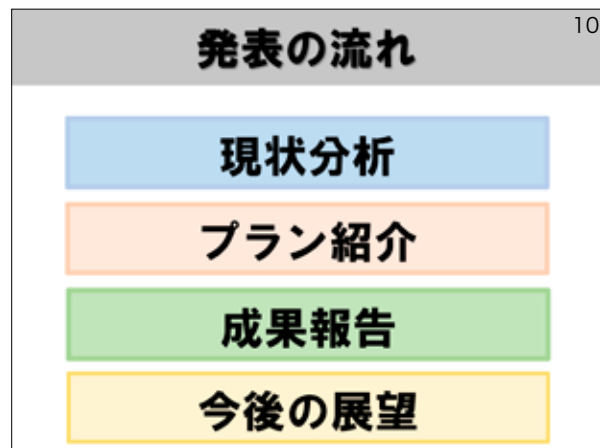 発表の流れ
10
現状分析
プラン紹介
成果報告
今後の展望